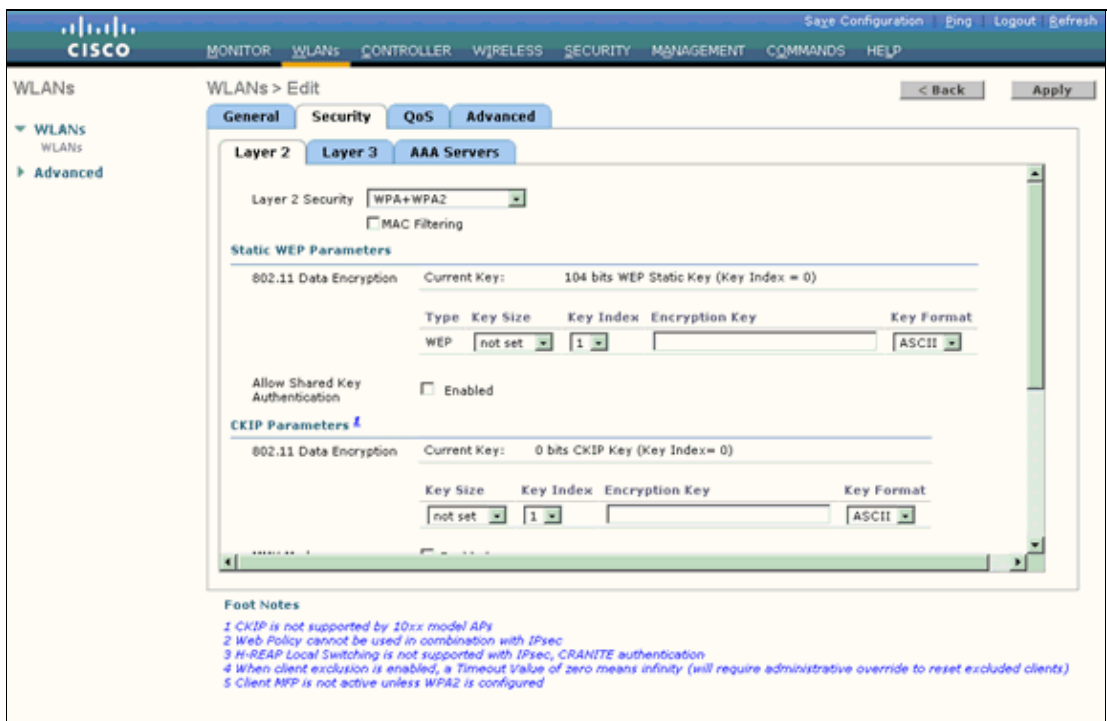 Save Configuration | Ping | Logout | Refresh
CISCO
MONITOR WLANs CONTROLLER WIRELESS SECURITY MANAGEMENT COMMANDS HELP
WLANs
WLANs > Edit
< Back
Apply
WLANs
WLANs
Advanced
General Security QoS Advanced
Layer 2 Layer 3 AAA Servers
Layer 2 Security WPA+WPA2
MAC Filtering
Static WEP Parameters
802.11 Data Encryption Current Key: 104 bits WEP Static Key (Key Index = 0)
Type Key Size Key Index Encryption Key Key Format
WEP not set 1 ASCII
Allow Shared Key
Authentication
Enabled
CKIP Parameters 1
802.11 Data Encryption Current Key: 0 bits CKIP Key (Key Index= 0)
Key Size Key Index Encryption Key Key Format
not set 1 ASCII
Foot Notes
1 CKIP is not supported by 10xx model APs
2 Web Policy cannot be used in combination with IPsec
3 H-REAP Local Switching is not supported with IPsec, CRANITE authentication
4 When client exclusion is enabled, a Timeout Value of zero means infinity (will require administrative override to reset excluded clients)
5 Client MFP is not active unless WPA2 is configured